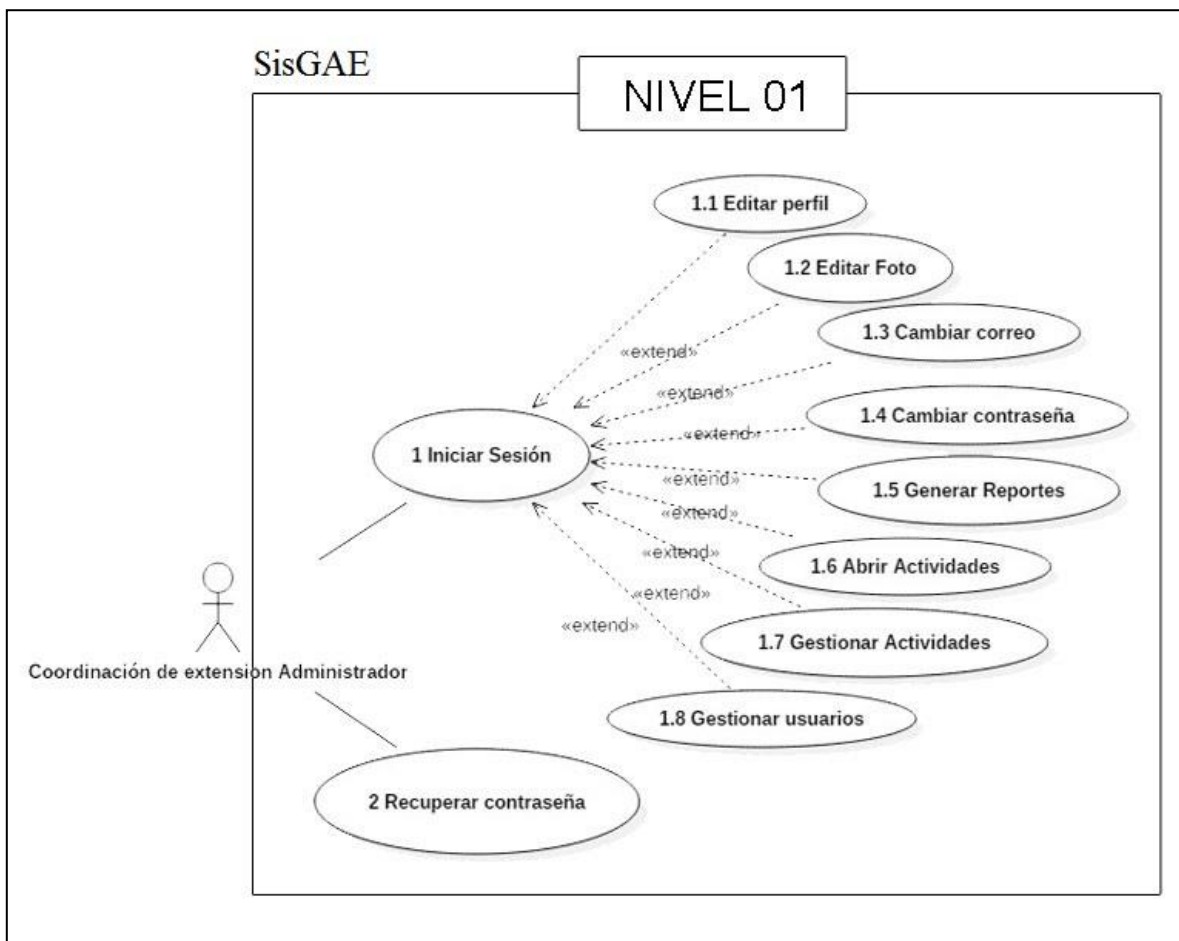 SisGAE
NIVEL 01
1.1 Editar perfil
1.2 Editar Foto
1.3 Cambiar correo
«extend»
«extend»
1.4 Cambiar contraseña
«extend»
1 Iniciar Sesión
«extend»
1.5 Generar Reportes
«extend»
«extend»
1.6 Abrir Actividades
«extend»
«extend»
1.7 Gestionar Actividades
Coordinación de extension Administrador
1.8 Gestionar usuarios
2 Recuperar contraseña